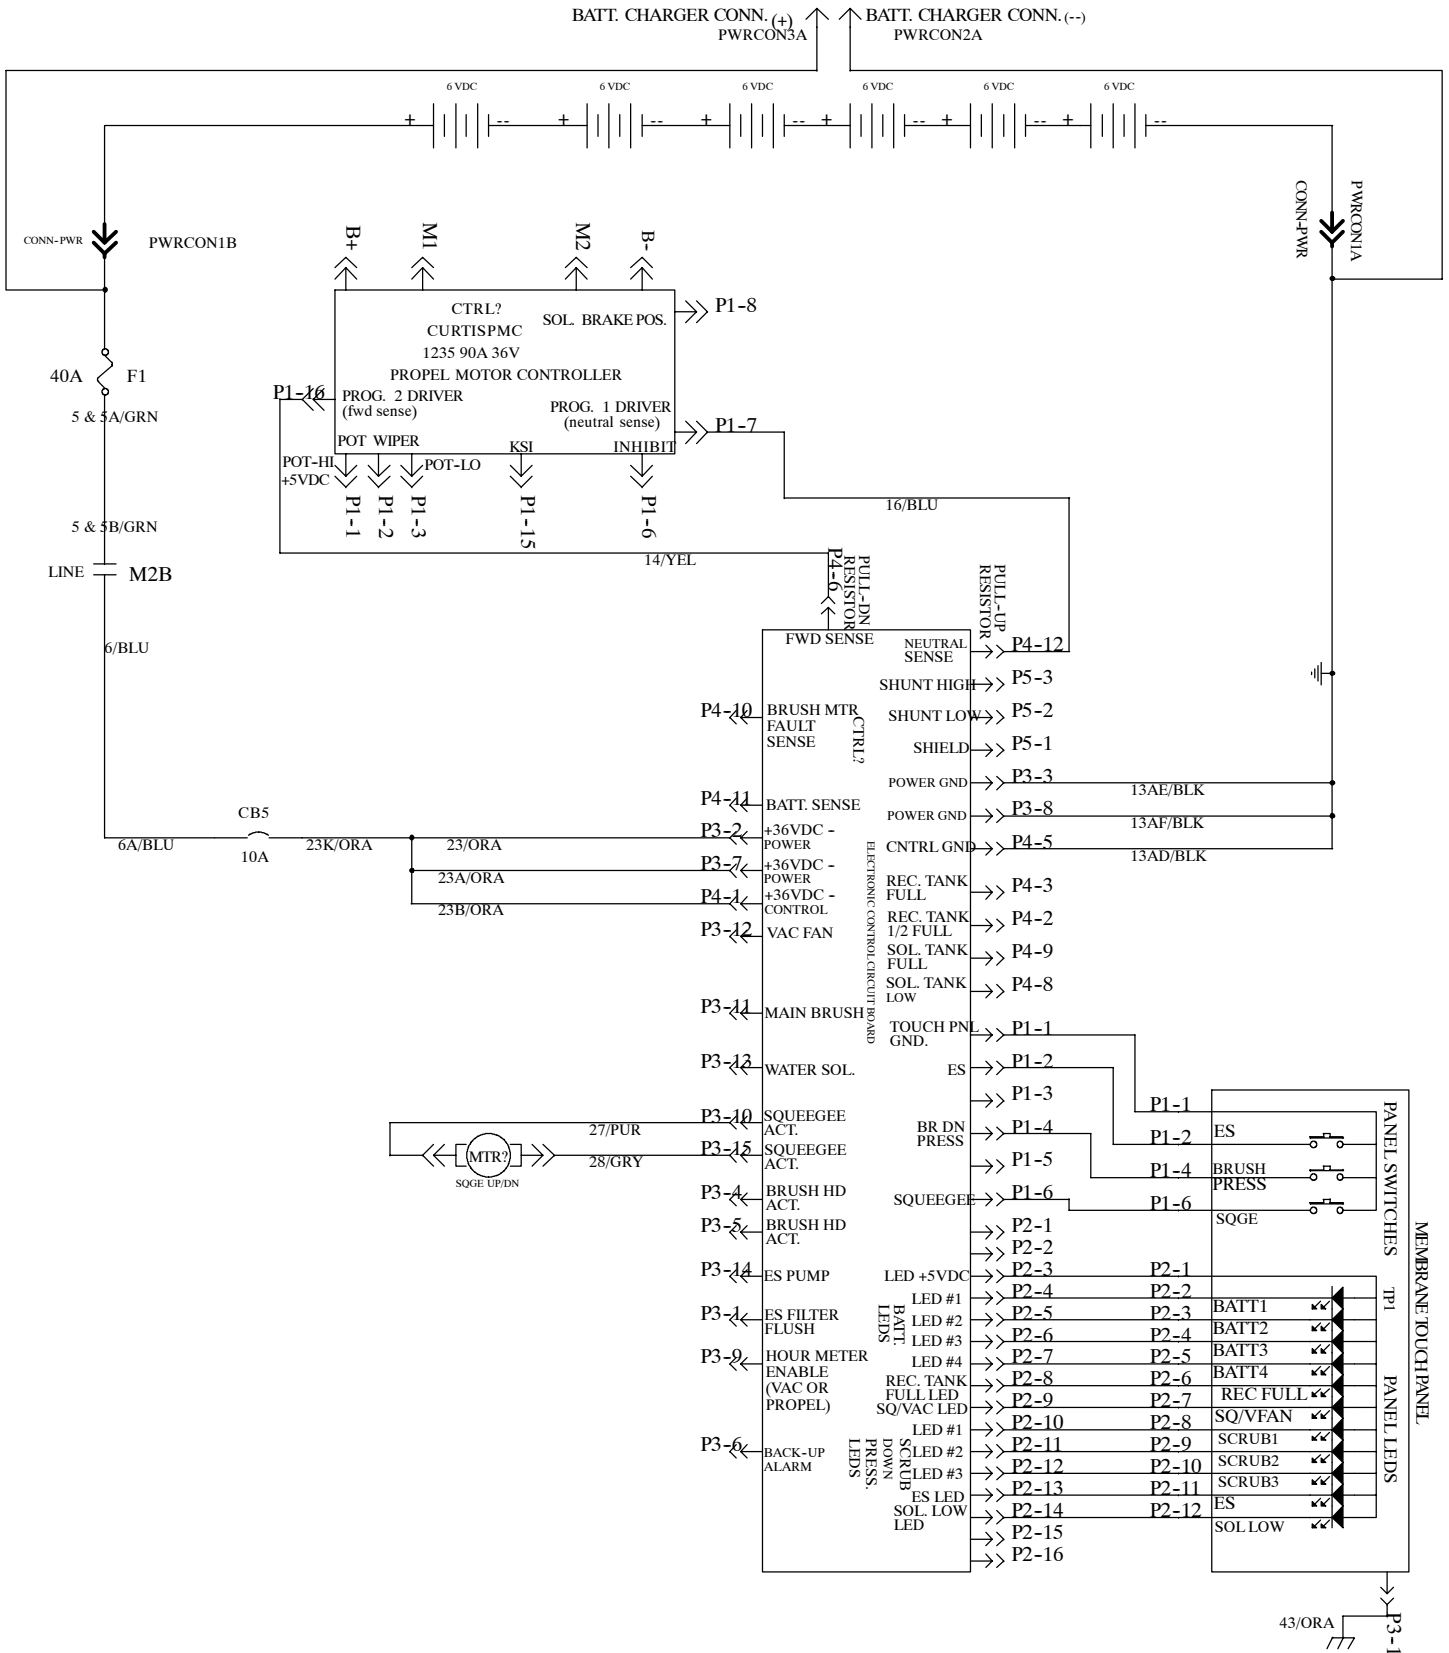 BATT. CHARGER CONN. (+)
PWRCON3A
BATT. CHARGER CONN. (--)
PWRCON2A
6 VDC
6 VDC
6 VDC
6 VDC
6 VDC
6 VDC
+ --
+ --
+ --
+ --
+ --
+ --
CONN-PWR
PWRCON1B
PWRCON1A
CONN-PWR
B+
M1
M2
B-
CTRL?
CURTISPMC
1235 90A 36V
PROPEL MOTOR CONTROLLER
SOL. BRAKE POS.
P1-8
P1-16
PROG. 2 DRIVER
(fwd sense)
PROG. 1 DRIVER
(neutral sense)
P1-7
POT WIPER
KSI
INHIBIT
POT-HI
+5VDC
POT-LO
P1-1
P1-2
P1-3
P1-15
P1-6
40A
F1
5 & 5A/GRN
5 & 5B/GRN
LINE
M2B
6/BLU
16/BLU
14/YEL
P4-6
PULL-DN
RESISTOR
PULL-UP
RESISTOR
FWD SENSE
NEUTRAL
SENSE
P4-12
SHUNT HIGH
P5-3
SHUNT LOW
P5-2
SHIELD
P5-1
POWER GND
P3-3
13AE/BLK
POWER GND
P3-8
13AF/BLK
CNTRL GND
P4-5
13AD/BLK
REC. TANK
FULL
P4-3
REC. TANK
1/2 FULL
P4-2
SOL. TANK
FULL
P4-9
SOL. TANK
LOW
P4-8
TOUCH PNL
GND.
P1-1
ES
P1-2
P1-3
BR DN
PRESS
P1-4
P1-5
SQUEEGEE
P1-6
P2-1
P2-2
LED +5VDC
P2-3
LED #1
P2-4
LED #2
P2-5
LED #3
P2-6
LED #4
P2-7
BATT.
LEDS
REC. TANK
FULL LED
P2-8
SQ/VAC LED
P2-9
LED #1
P2-10
LED #2
P2-11
LED #3
P2-12
SCRUB
DOWN
PRESS.
LEDS
ES LED
P2-13
SOL. LOW
LED
P2-14
P2-15
P2-16
CTRL?
ELECTRONIC CONTROL CIRCUIT BOARD
P4-10
BRUSH MTR
FAULT
SENSE
P4-11
BATT. SENSE
CB5
10A
6A/BLU
23K/ORA
23/ORA
P3-2
+36VDC -
POWER
23A/ORA
P3-7
+36VDC -
POWER
23B/ORA
P4-1
+36VDC -
CONTROL
P3-12
VAC FAN
P3-11
MAIN BRUSH
P3-13
WATER SOL.
P3-10
SQUEEGEE
ACT.
27/PUR
P3-15
SQUEEGEE
ACT.
28/GRY
MTR?
SQGE UP/DN
P3-4
BRUSH HD
ACT.
P3-5
BRUSH HD
ACT.
P3-14
ES PUMP
P3-1
ES FILTER
FLUSH
P3-9
HOUR METER
ENABLE
(VAC OR
PROPEL)
P3-6
BACK-UP
ALARM
P1-1
P1-2
ES
P1-4
BRUSH
PRESS
P1-6
SQGE
PANEL SWITCHES
MEMBRANE TOUCH PANEL
TP1
PANEL LEDS
P2-1
P2-2
BATT1
P2-3
BATT2
P2-4
BATT3
P2-5
BATT4
P2-6
REC FULL
P2-7
SQ/VFAN
P2-8
SCRUB1
P2-9
SCRUB2
P2-10
SCRUB3
P2-11
ES
P2-12
SOL LOW
43/ORA
P3-1